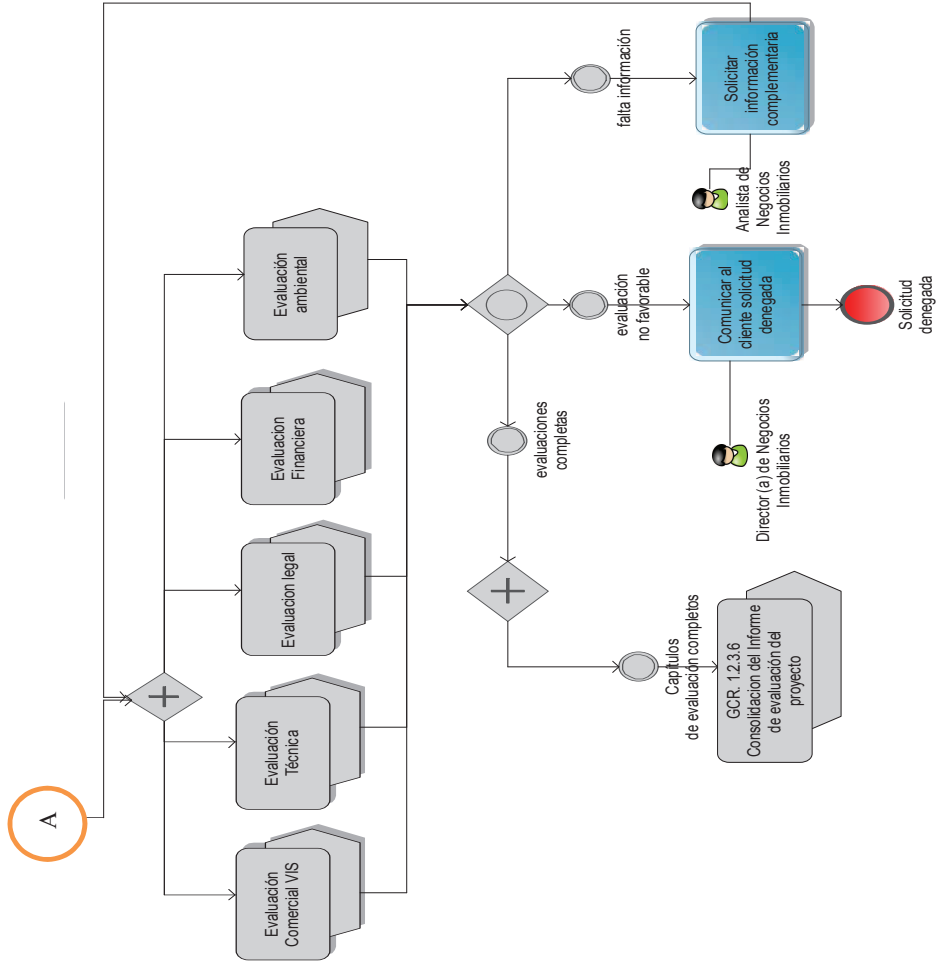 A
Evaluación
Comercial VIS
Evaluación
Técnica
Evaluacion legal
Evaluacion
Financiera
Evaluación
ambiental
evaluaciones
completas
evaluación
no favorable
falta información
Capítulos
de evaluación completos
GCR. 1.2.3.6
Consolidacion del Informe
de evaluación del
proyecto
Director (a) de Negocios
Inmobiliarios
Comunicar al
cliente solicitud
denegada
Solicitud
denegada
Analista de
Negocios
Inmobiliarios
Solicitar
información
complementaria